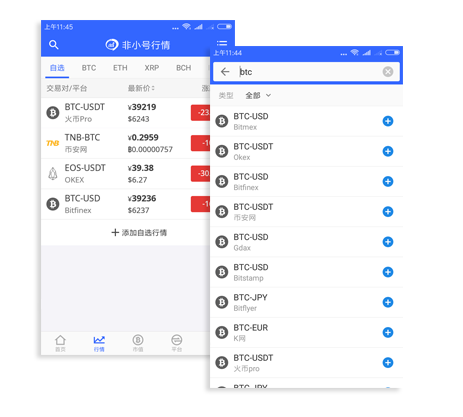 上午11:45
非小号行情
自选 BTC ETH XRP BCH
交易对/平台 最新价 涨
BTC-USDT ¥39219 -23
火币Pro $6243
TNB-BTC ¥0.2959
TNB
币安网 ฿0.00000757
EOS-USDT ¥39.38 -30
OKEX $6.27
BTC-USD ¥39236
Bitfinex $6237
+ 添加自选行情
首页 行情 市值 平台
上午11:44
btc
类型 全部
BTC-USD
Bitmex
BTC-USDT
Okex
BTC-USD
Bitfinex
BTC-USDT
币安网
BTC-USD
Gdax
BTC-USD
Bitstamp
BTC-JPY
Bitflyer
BTC-EUR
K网
BTC-USDT
火币pro
BTC-JPY